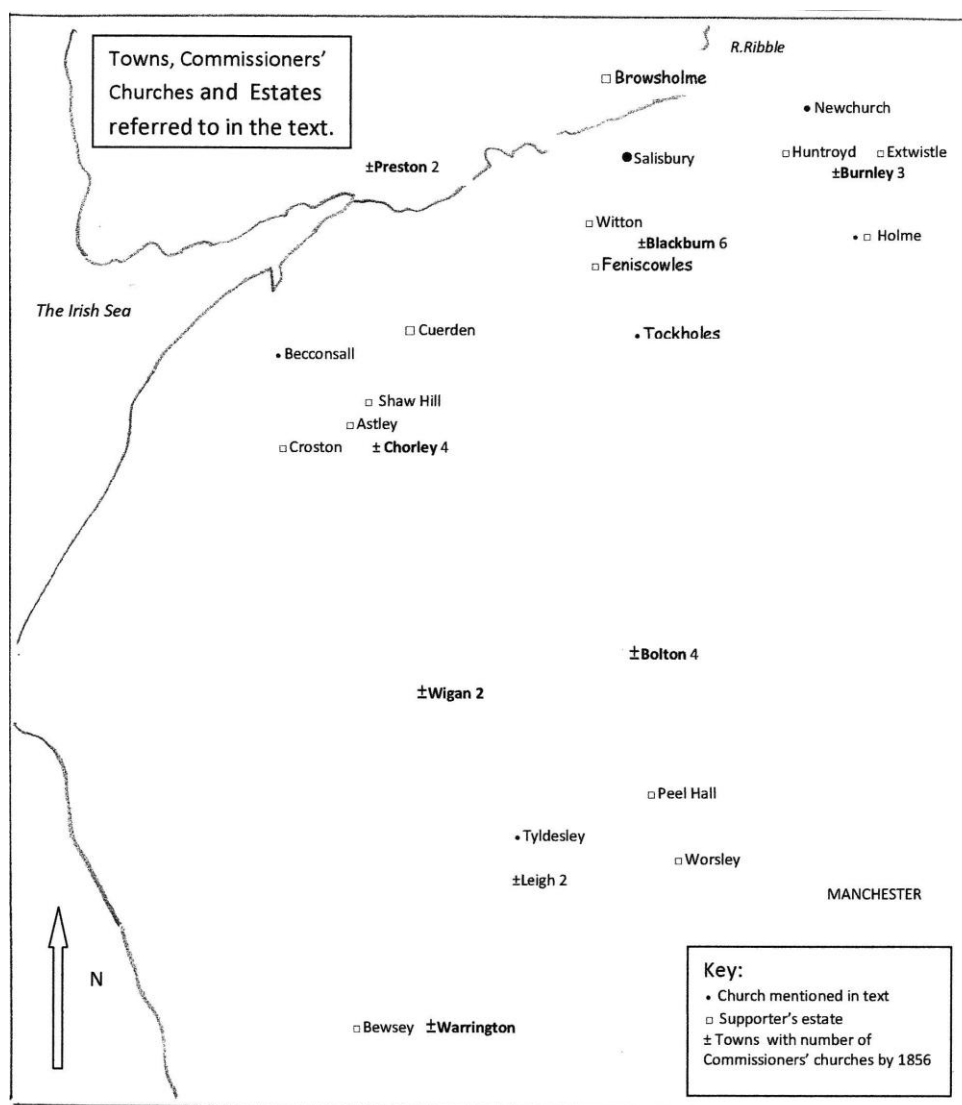 Towns, Commissioners'
Churches and Estates
referred to in the text.
R.Ribble
□ Browsholme
• Newchurch
±Preston 2
●Salisbury
□Huntroyd
□Extwistle
±Burnley 3
□Witton
±Blackburn 6
•□ Holme
□Feniscowles
The Irish Sea
□Cuerden
•Tockholes
•Becconsall
□ Shaw Hill
□Astley
□Croston
± Chorley 4
±Bolton 4
±Wigan 2
□Peel Hall
•Tyldesley
□Worsley
±Leigh 2
MANCHESTER
N
□Bewsey
±Warrington
Key:
• Church mentioned in text
□ Supporter's estate
± Towns with number of
Commissioners' churches by 1856